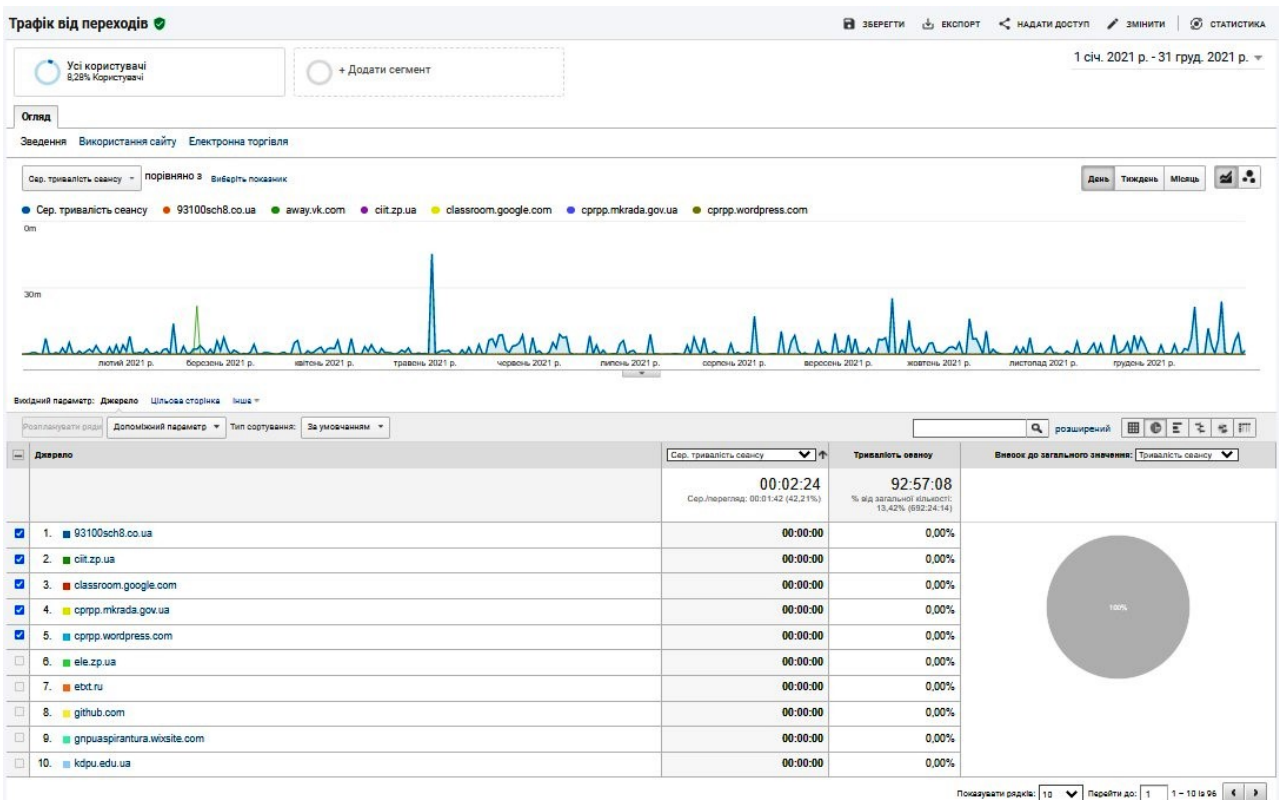 Трафік від переходів
ЗБЕРЕГТИ ЕКСПОРТ НАДАТИ ДОСТУП ЗМІНИТИ СТАТИСТИКА
Усі користувачі
8,28% Користувачі
+ Додати сегмент
1 січ. 2021 р. - 31 груд. 2021 р.
Огляд
Зведення Використання сайту Електронна торгівля
Сер. тривалість сеансу порівняно з Виберіть показник
День Тиждень Місяць
Сер. тривалість сеансу 93100sch8.co.ua away.vk.com ciit.zp.ua classroom.google.com cprpp.mkrada.gov.ua cprpp.wordpress.com
0m
30m
лютий 2021 р. березень 2021 р. квітень 2021 р. травень 2021 р. червень 2021 р. липень 2021 р. серпень 2021 р. вересень 2021 р. жовтень 2021 р. листопад 2021 р. грудень 2021 р.
Вихідний параметр: Джерело Цільова сторінка Інша
Розпланувати рядки Допоміжний параметр Тип сортування: За умовчанням розширений
Джерело Сер. тривалість сеансу Тривалість сеансу Внесок до загального значення: Тривалість сеансу
00:02:24 92:57:08
Сер./перегляд: 00:01:42 (42,21%) % від загальної кількості:
13,42% (692:24:14)
1. 93100sch8.co.ua 00:00:00 0,00%
2. ciit.zp.ua 00:00:00 0,00%
3. classroom.google.com 00:00:00 0,00%
4. cprpp.mkrada.gov.ua 00:00:00 0,00%
100%
5. cprpp.wordpress.com 00:00:00 0,00%
6. ele.zp.ua 00:00:00 0,00%
7. etxt.ru 00:00:00 0,00%
8. github.com 00:00:00 0,00%
9. gnpuaspirantura.wixsite.com 00:00:00 0,00%
10. kdpu.edu.ua 00:00:00 0,00%
Показувати рядків: 10 Перейти до: 1 1 – 10 із 96